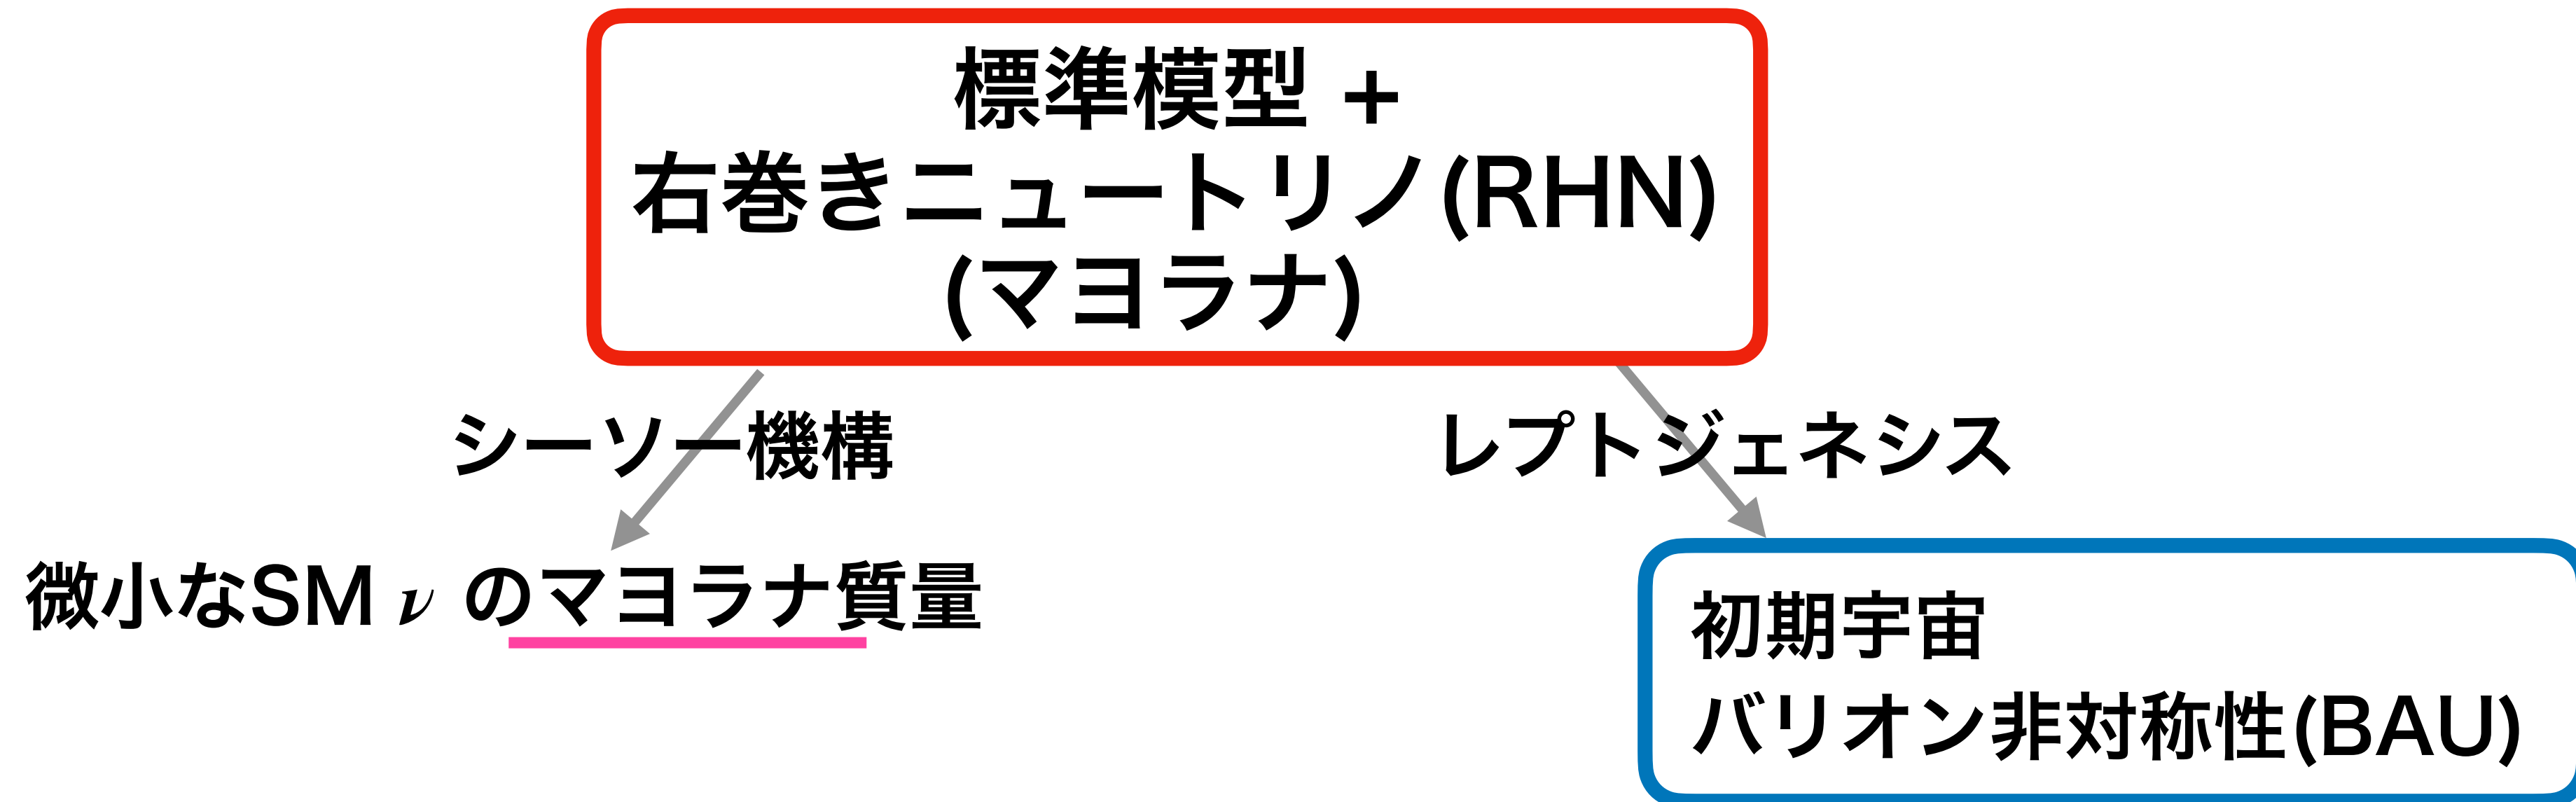 標準模型 +
右巻きニュートリノ(RHN)
(マヨラナ)
シーソー機構
レプトジェネシス
微小なSM ν のマヨラナ質量
初期宇宙
バリオン非対称性(BAU)